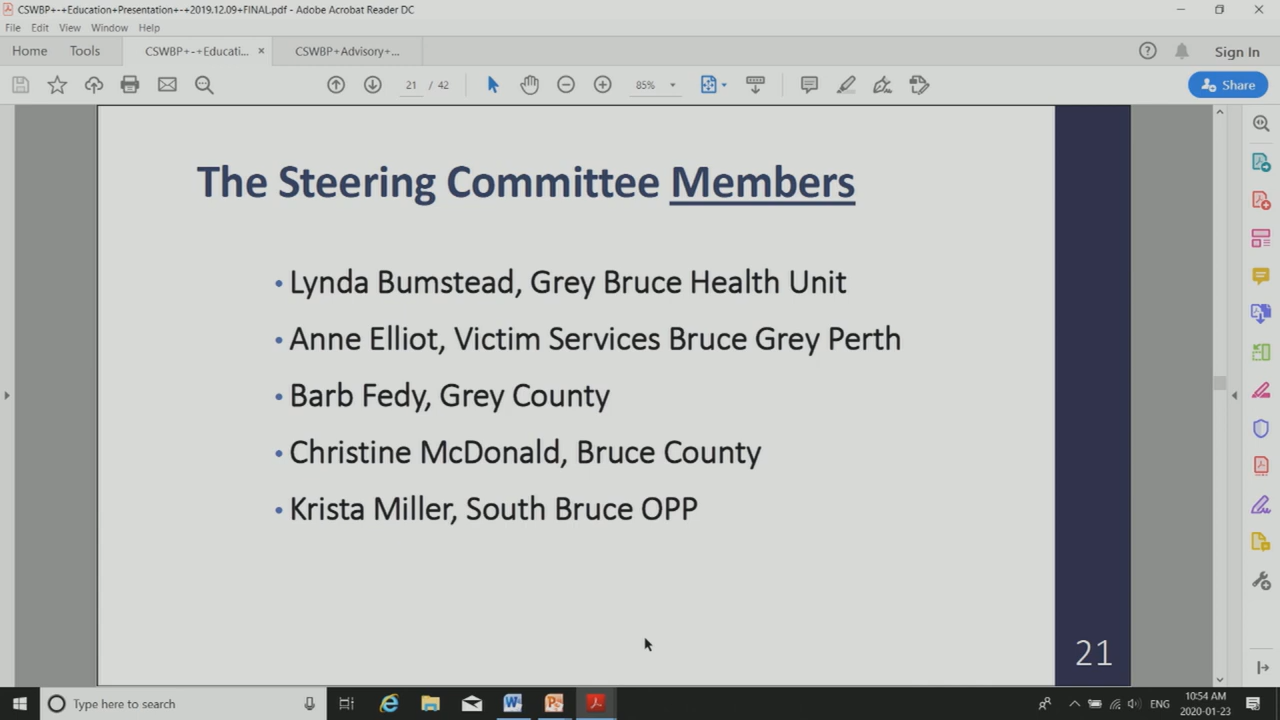 CSWBP+-+Education+Presentation+-+2019.12.09+FINAL.pdf - Adobe Acrobat Reader DC
File Edit View Window Help
Home Tools CSWBP+-+Educati... × CSWBP+Advisory+... Sign In
21 / 42 85% Share
The Steering Committee Members
• Lynda Bumstead, Grey Bruce Health Unit
• Anne Elliot, Victim Services Bruce Grey Perth
• Barb Fedy, Grey County
• Christine McDonald, Bruce County
• Krista Miller, South Bruce OPP
21
Type here to search
ENG
10:54 AM
2020-01-23